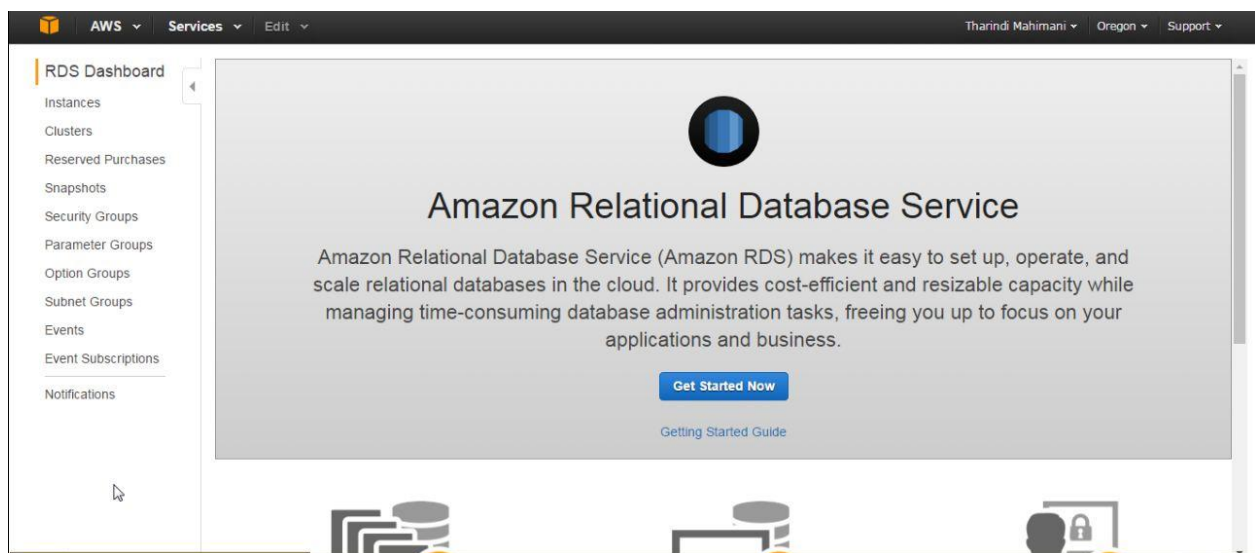 AWS Services Edit Tharindi Mahimani Oregon Support
RDS Dashboard
Instances
Clusters
Reserved Purchases
Snapshots
Security Groups
Parameter Groups
Option Groups
Subnet Groups
Events
Event Subscriptions
Notifications
Amazon Relational Database Service
Amazon Relational Database Service (Amazon RDS) makes it easy to set up, operate, and
scale relational databases in the cloud. It provides cost-efficient and resizable capacity while
managing time-consuming database administration tasks, freeing you up to focus on your
applications and business.
Get Started Now
Getting Started Guide